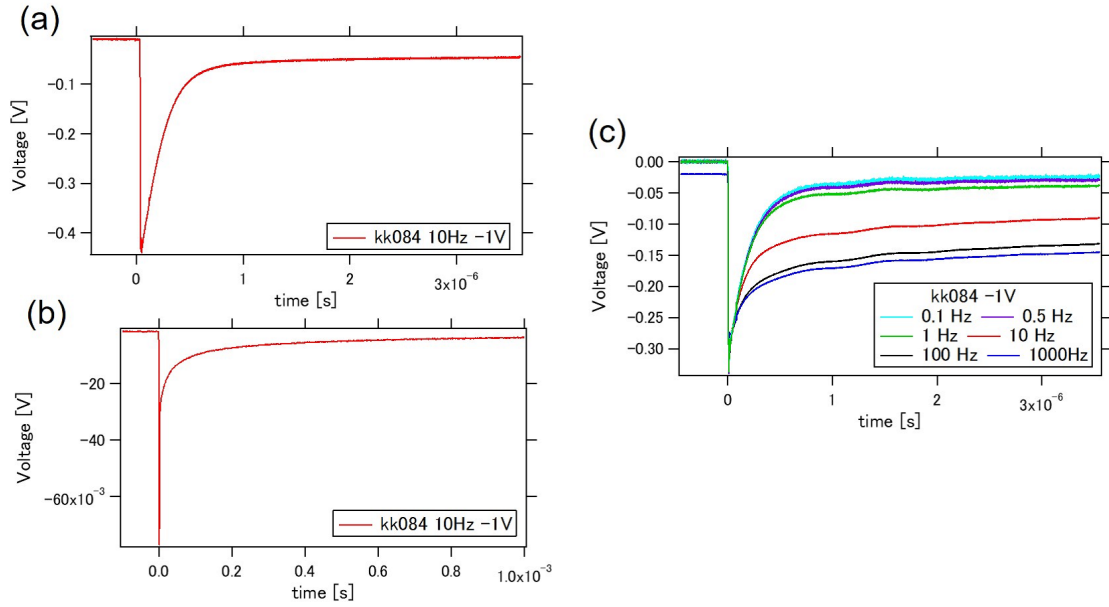 (a)
Voltage [V]
-0.1
-0.2
-0.3
-0.4
kk084 10Hz -1V
0
1
2
3x10⁻⁶
time [s]
(b)
Voltage [V]
-20
-40
-60x10⁻³
kk084 10Hz -1V
0.0
0.2
0.4
0.6
0.8
1.0x10⁻³
time [s]
(c)
Voltage [V]
0.00
-0.05
-0.10
-0.15
-0.20
-0.25
-0.30
kk084 -1V
0.1 Hz 0.5 Hz
1 Hz 10 Hz
100 Hz 1000Hz
0
1
2
3x10⁻⁶
time [s]